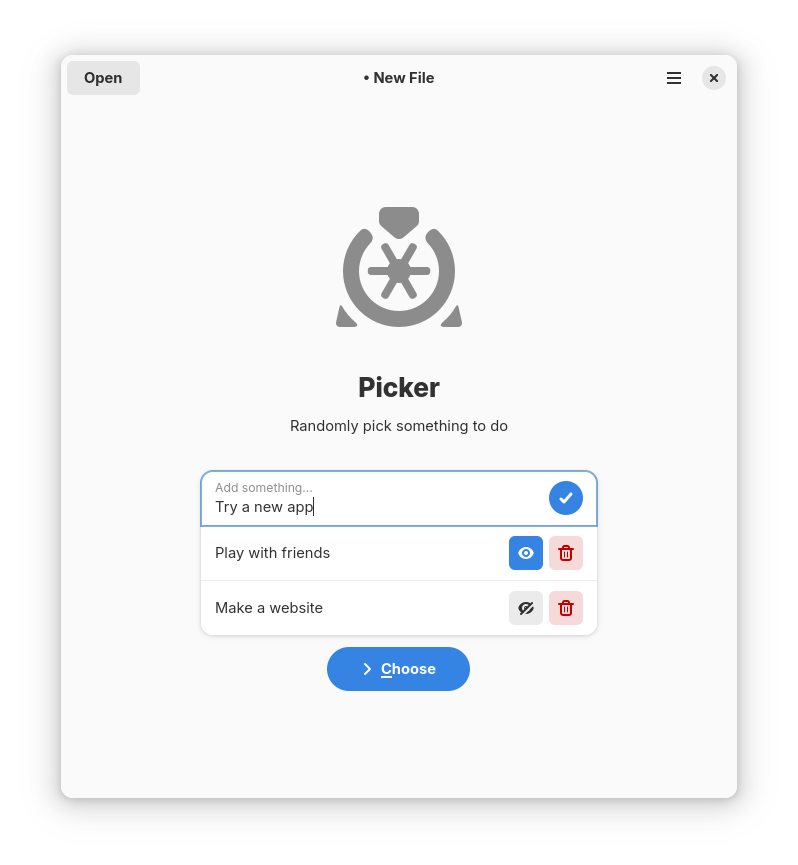 Open
• New File
Picker
Randomly pick something to do
Add something...
Try a new app
Play with friends
Make a website
Choose